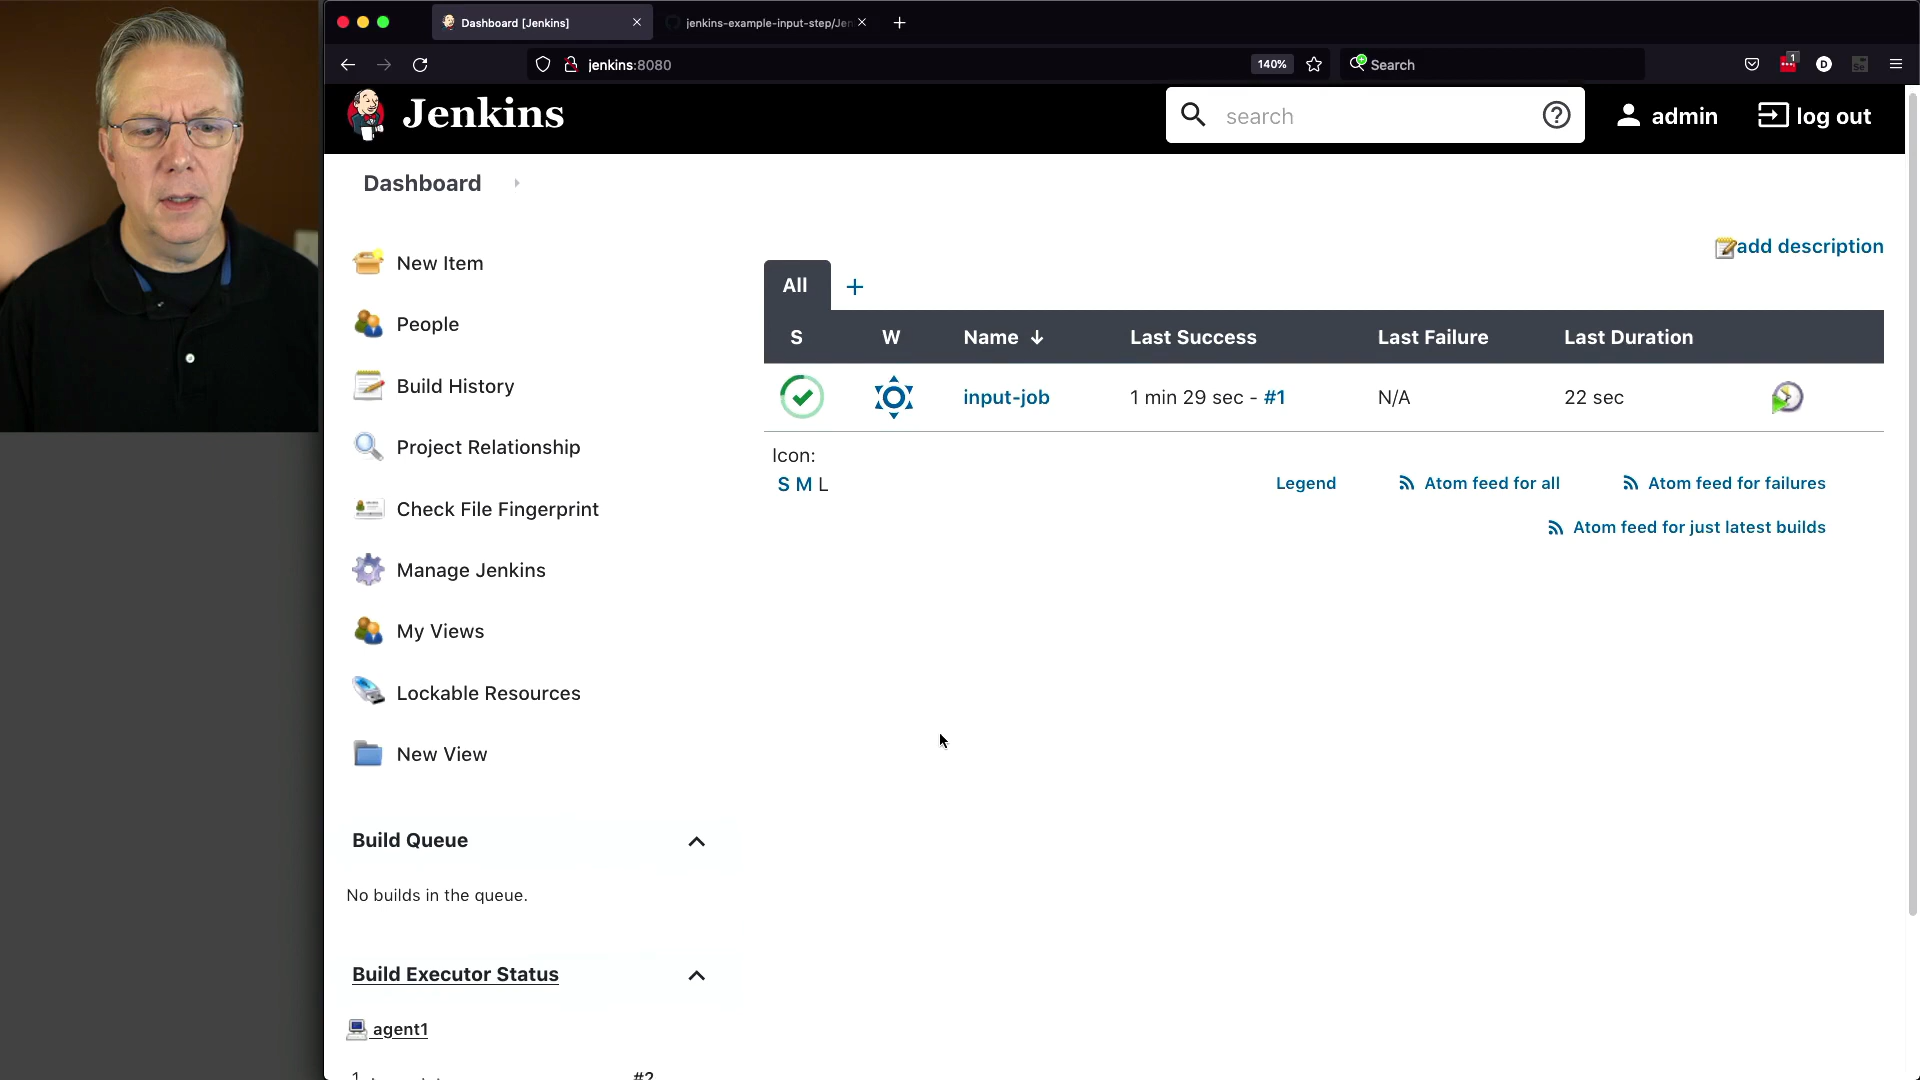 Dashboard [Jenkins]
jenkins-example-input-step/Jen
jenkins:8080
140%
Search
1
D
Se
Jenkins
search
admin
log out
Dashboard
add description
New Item
People
Build History
Project Relationship
Check File Fingerprint
Manage Jenkins
My Views
Lockable Resources
New View
All
S W Name ↓ Last Success Last Failure Last Duration
input-job 1 min 29 sec - #1 N/A 22 sec
Icon:
S M L
Legend
Atom feed for all
Atom feed for failures
Atom feed for just latest builds
Build Queue
No builds in the queue.
Build Executor Status
agent1
1 #2